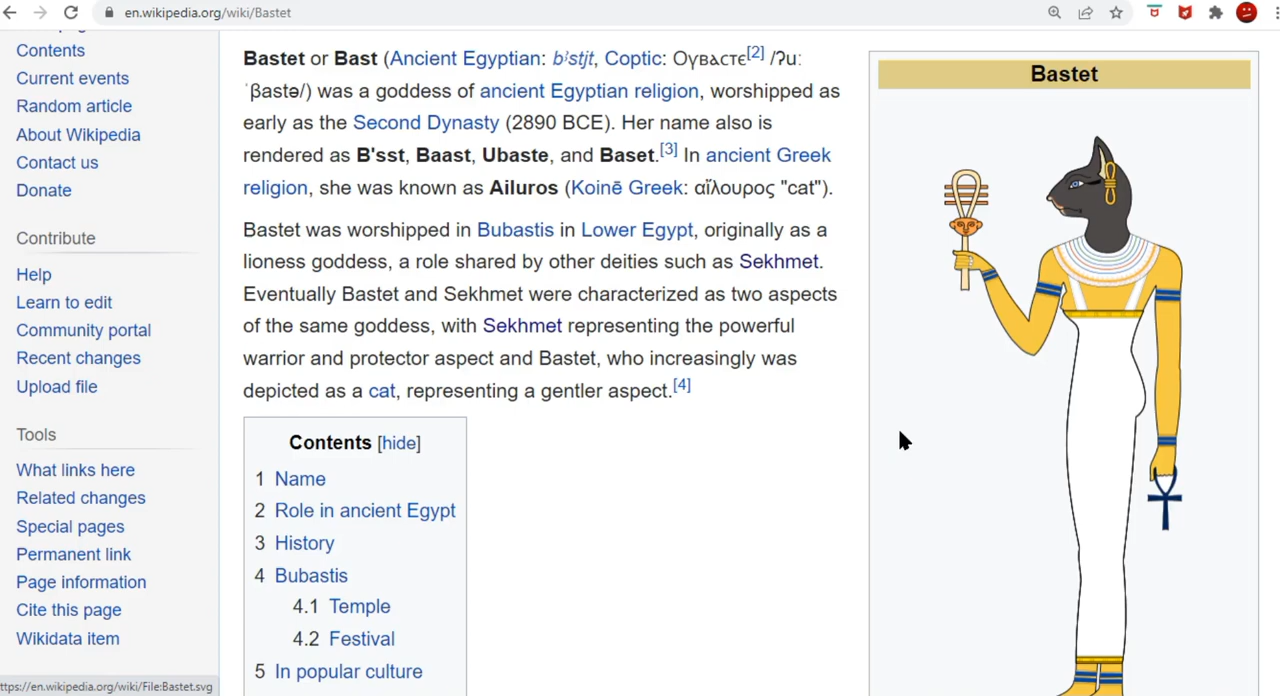 en.wikipedia.org/wiki/Bastet
Contents
Current events
Random article
About Wikipedia
Contact us
Donate
Contribute
Help
Learn to edit
Community portal
Recent changes
Upload file
Tools
What links here
Related changes
Special pages
Permanent link
Page information
Cite this page
Wikidata item
Bastet or Bast (Ancient Egyptian: bꜣstjt, Coptic: Ⲟⲩⲃⲁⲥⲧⲉ[2] /ʔuːˈ
βastə/) was a goddess of ancient Egyptian religion, worshipped as
early as the Second Dynasty (2890 BCE). Her name also is
rendered as B'sst, Baast, Ubaste, and Baset.[3] In ancient Greek
religion, she was known as Ailuros (Koinē Greek: αἴλουρος "cat").
Bastet was worshipped in Bubastis in Lower Egypt, originally as a
lioness goddess, a role shared by other deities such as Sekhmet.
Eventually Bastet and Sekhmet were characterized as two aspects
of the same goddess, with Sekhmet representing the powerful
warrior and protector aspect and Bastet, who increasingly was
depicted as a cat, representing a gentler aspect.[4]
Contents [hide]
1 Name
2 Role in ancient Egypt
3 History
4 Bubastis
4.1 Temple
4.2 Festival
5 In popular culture
Bastet
ttps://en.wikipedia.org/wiki/File:Bastet.svg